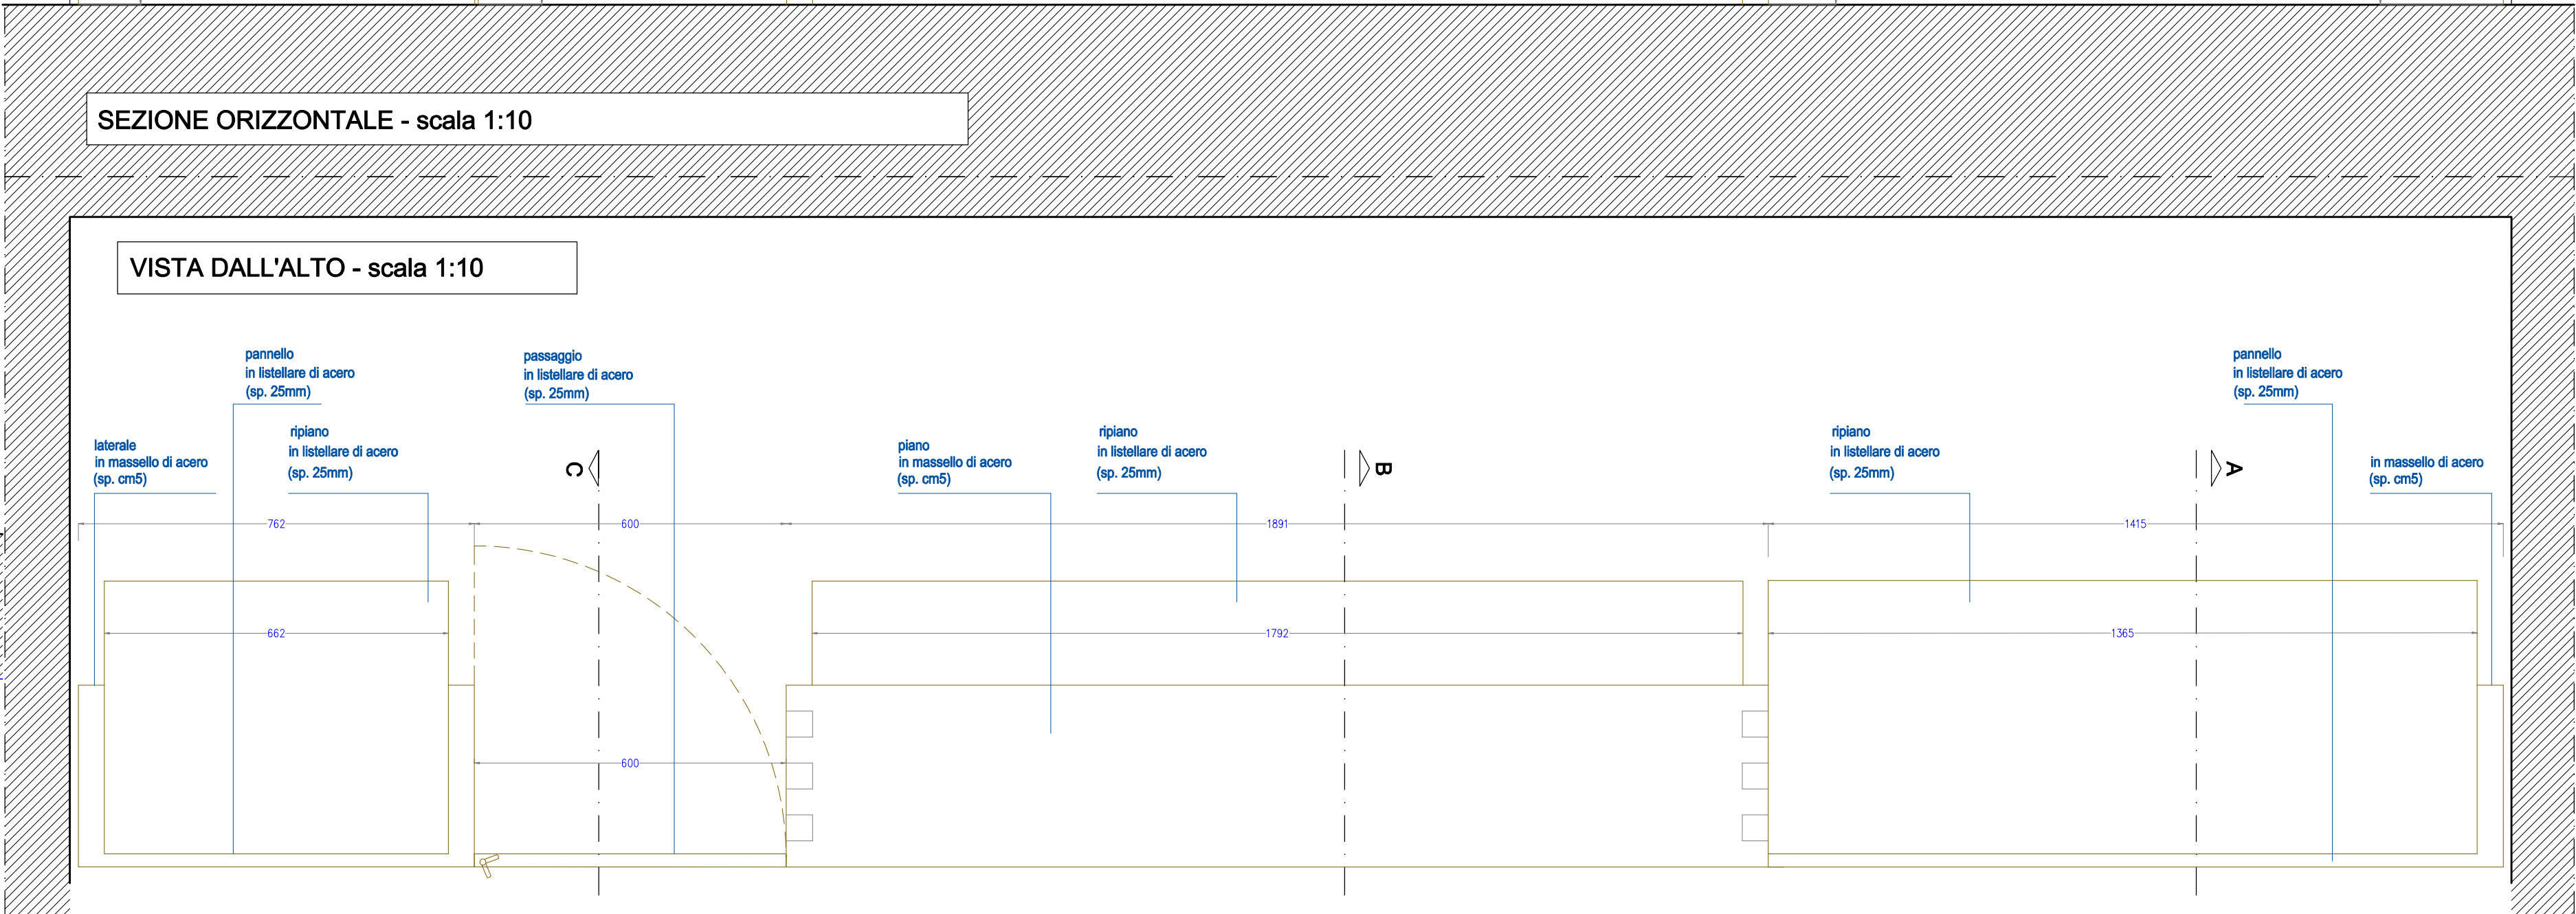 SEZIONE ORIZZONTALE - scala 1:10
VISTA DALL'ALTO - scala 1:10
pannello
in listellare di acero
(sp. 25mm)
passaggio
in listellare di acero
(sp. 25mm)
pannello
in listellare di acero
(sp. 25mm)
laterale
in massello di acero
(sp. cm5)
ripiano
in listellare di acero
(sp. 25mm)
C
piano
in massello di acero
(sp. cm5)
ripiano
in listellare di acero
(sp. 25mm)
B
ripiano
in listellare di acero
(sp. 25mm)
A
in massello di acero
(sp. cm5)
762
600
1891
1415
662
1792
1365
600